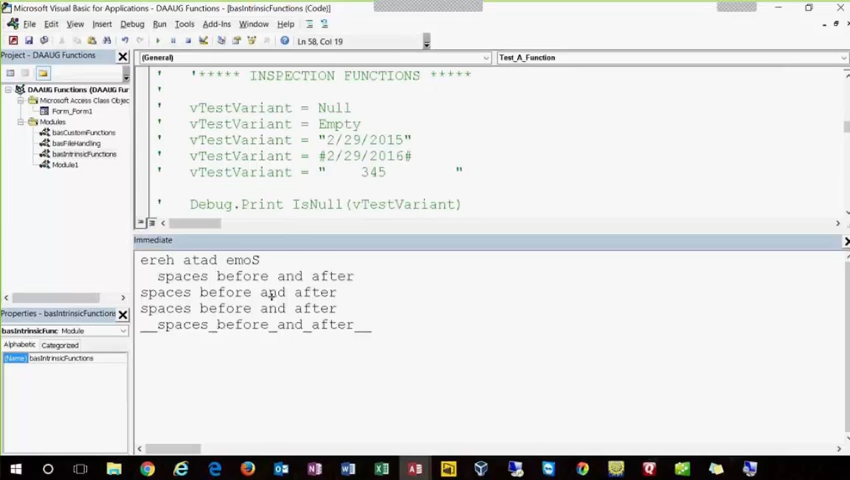 Microsoft Visual Basic for Applications - DAAUG Functions - [basIntrinsicFunctions (Code)]
File Edit View Insert Debug Run Tools Add-Ins Window Help
Ln 58, Col 19
Project - DAAUG Functions
(General) Test_A_Function
DAAUG Functions (DAAUG Fur
Microsoft Access Class Objec
Form_Form1
Modules
basCustomFunctions
basFileHandling
basIntrinsicFunctions
Module1
' '***** INSPECTION FUNCTIONS *****
'
' vTestVariant = Null
' vTestVariant = Empty
' vTestVariant = "2/29/2015"
' vTestVariant = #2/29/2016#
' vTestVariant = "    345         "
' Debug.Print IsNull(vTestVariant)
Immediate
ereh atad emoS
  spaces before and after
spaces before and after
spaces before and after
__spaces_before_and_after__
Properties - basIntrinsicFunctions
basIntrinsicFunc Module
Alphabetic Categorized
(Name) basIntrinsicFunctions